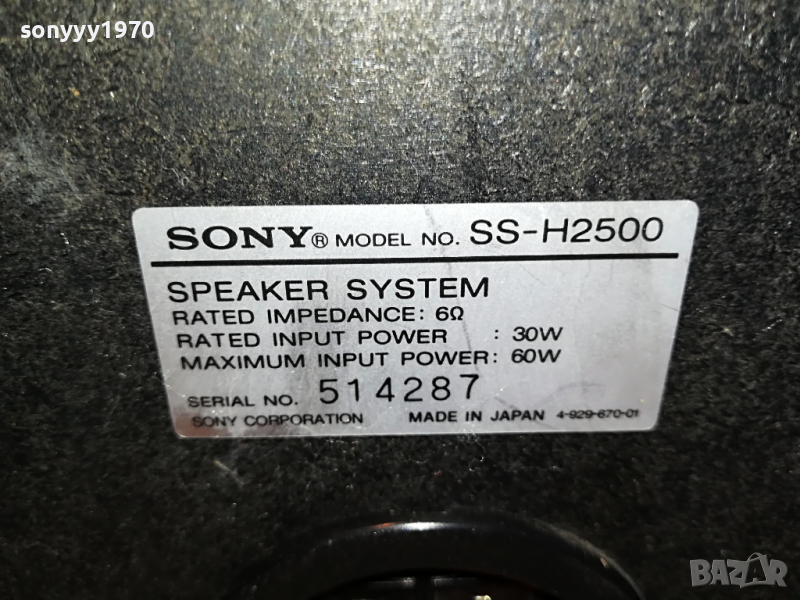 sonyyy1970
SONY® MODEL NO. SS-H2500
SPEAKER SYSTEM
RATED IMPEDANCE: 6Ω
RATED INPUT POWER : 30W
MAXIMUM INPUT POWER: 60W
SERIAL NO. 514287
SONY CORPORATION MADE IN JAPAN 4-929-670-01
BAZAR